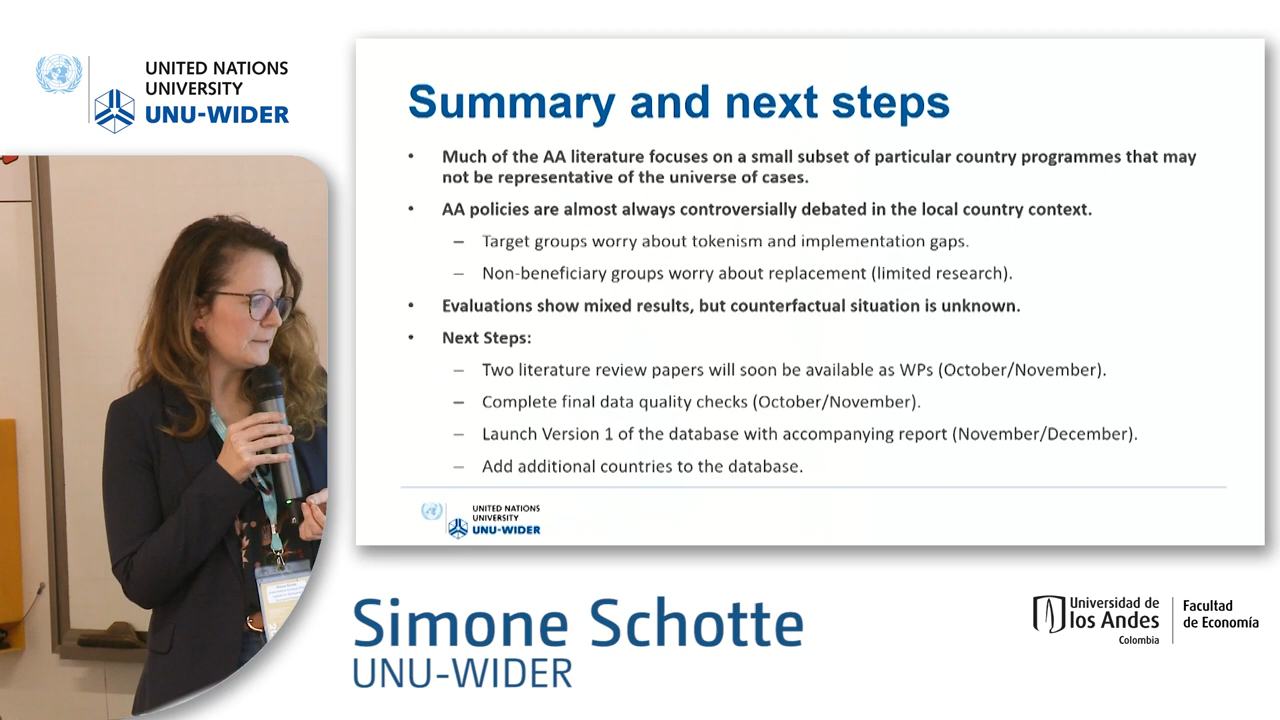 UNITED NATIONS
UNIVERSITY
UNU-WIDER
Summary and next steps
• Much of the AA literature focuses on a small subset of particular country programmes that may
not be representative of the universe of cases.
• AA policies are almost always controversially debated in the local country context.
– Target groups worry about tokenism and implementation gaps.
– Non-beneficiary groups worry about replacement (limited research).
• Evaluations show mixed results, but counterfactual situation is unknown.
• Next Steps:
– Two literature review papers will soon be available as WPs (October/November).
– Complete final data quality checks (October/November).
– Launch Version 1 of the database with accompanying report (November/December).
– Add additional countries to the database.
UNITED NATIONS
UNIVERSITY
UNU-WIDER
Simone Schotte
UNU-WIDER
Universidad de
los Andes
Colombia
Facultad
de Economía